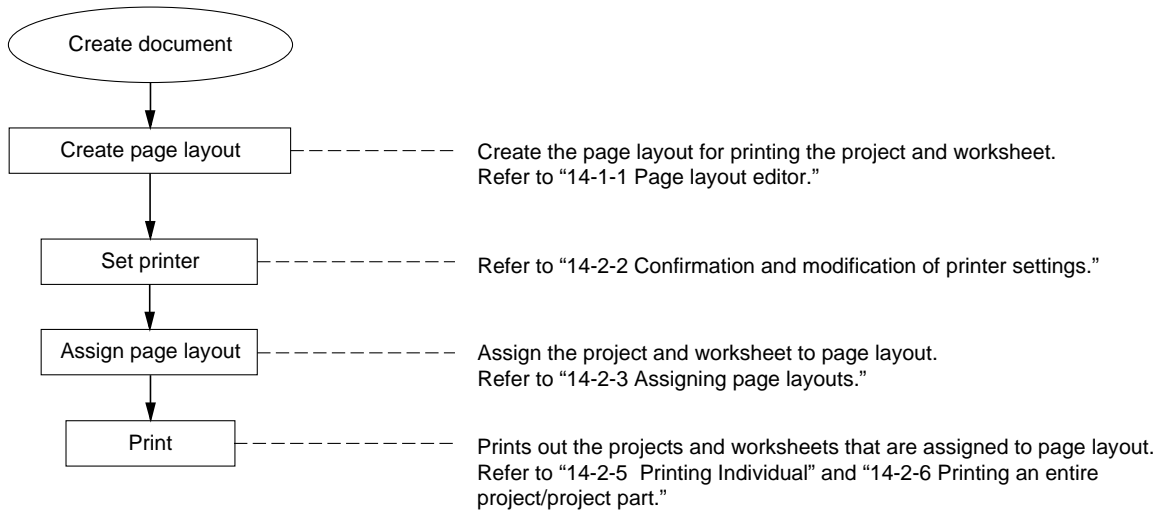 Create document
Create page layout
Create the page layout for printing the project and worksheet.
Refer to “14-1-1 Page layout editor.”
Set printer
Refer to “14-2-2 Confirmation and modification of printer settings.”
Assign page layout
Assign the project and worksheet to page layout.
Refer to “14-2-3 Assigning page layouts.”
Print
Prints out the projects and worksheets that are assigned to page layout.
Refer to “14-2-5 Printing Individual” and “14-2-6 Printing an entire
project/project part.”